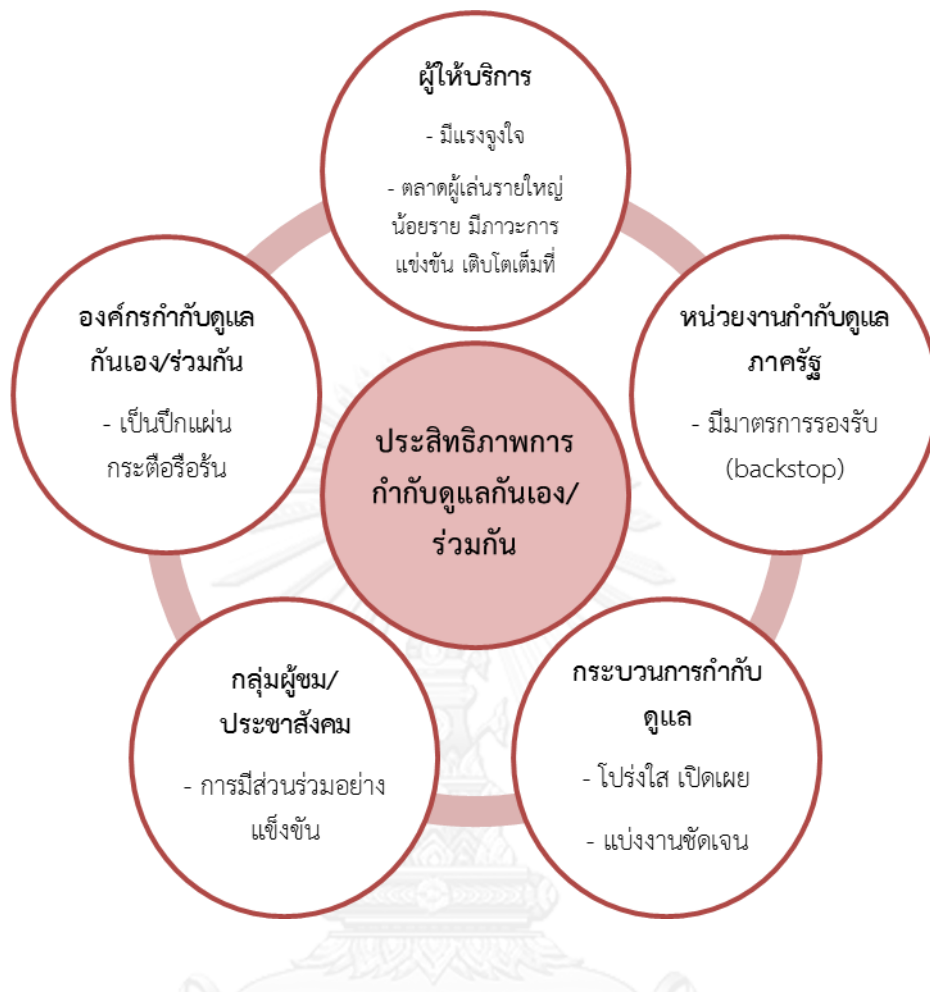 ผู้ให้บริการ
- มีแรงจูงใจ
- ตลาดผู้เล่นรายใหญ่
น้อยราย มีภาวะการ
แข่งขัน เติบโตเต็มที่
หน่วยงานกำกับดูแล
ภาครัฐ
- มีมาตรการรองรับ
(backstop)
กระบวนการกำกับ
ดูแล
- โปร่งใส เปิดเผย
- แบ่งงานชัดเจน
กลุ่มผู้ชม/
ประชาสังคม
- การมีส่วนร่วมอย่าง
แข็งขัน
องค์กรกำกับดูแล
กันเอง/ร่วมกัน
- เป็นปึกแผ่น
กระตือรือร้น
ประสิทธิภาพการ
กำกับดูแลกันเอง/
ร่วมกัน